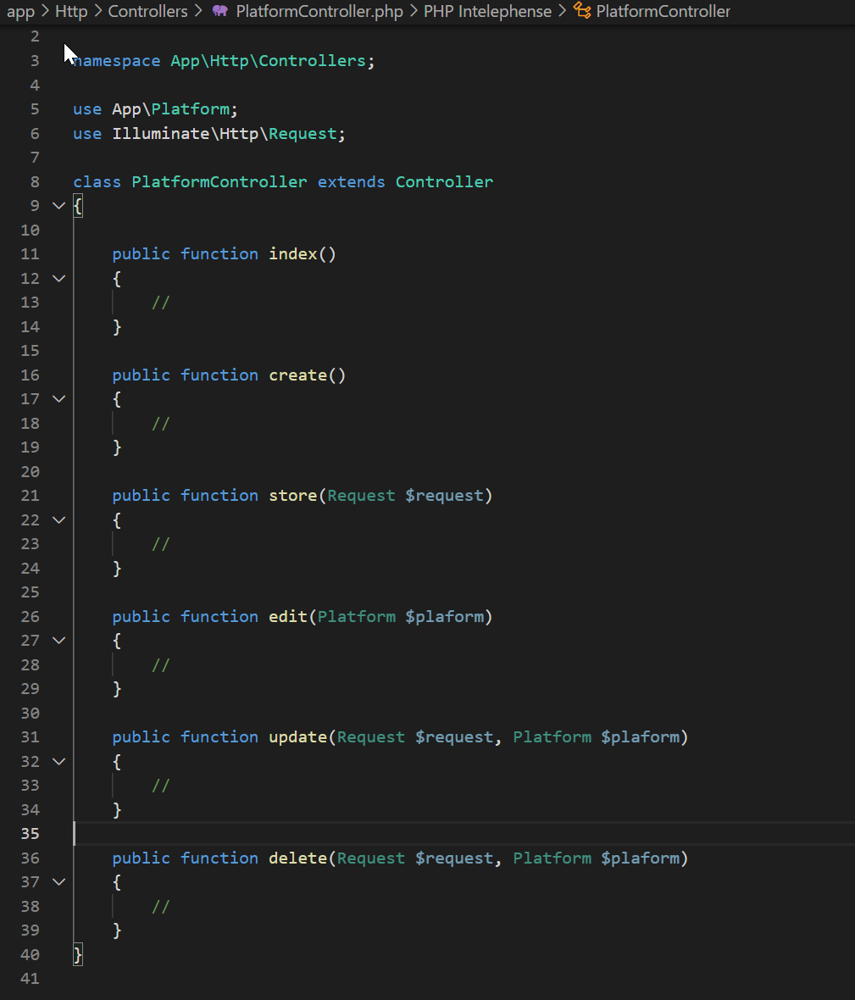 app > Http > Controllers > PlatformController.php > PHP Intelephense > PlatformController
2
3 namespace App\Http\Controllers;
4
5 use App\Platform;
6 use Illuminate\Http\Request;
7
8 class PlatformController extends Controller
9 {
10
11     public function index()
12     {
13         //
14     }
15
16     public function create()
17     {
18         //
19     }
20
21     public function store(Request $request)
22     {
23         //
24     }
25
26     public function edit(Platform $plaform)
27     {
28         //
29     }
30
31     public function update(Request $request, Platform $plaform)
32     {
33         //
34     }
35
36     public function delete(Request $request, Platform $plaform)
37     {
38         //
39     }
40 }
41